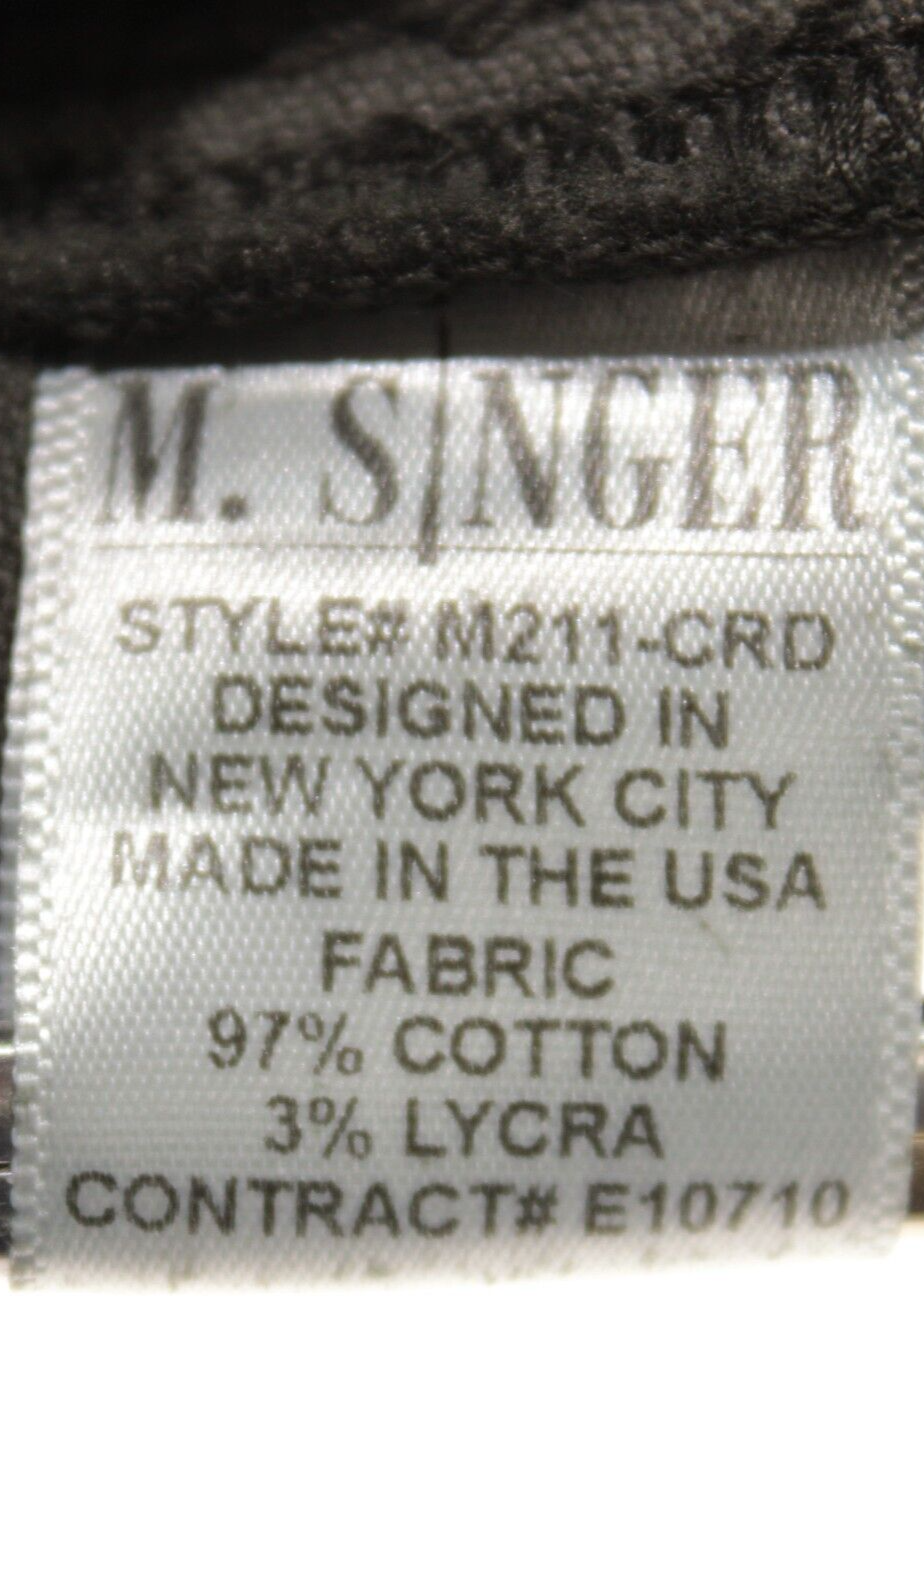 M. SINGER
STYLE# M211-CRD
DESIGNED IN
NEW YORK CITY
MADE IN THE USA
FABRIC
97% COTTON
3% LYCRA
CONTRACT# E10710